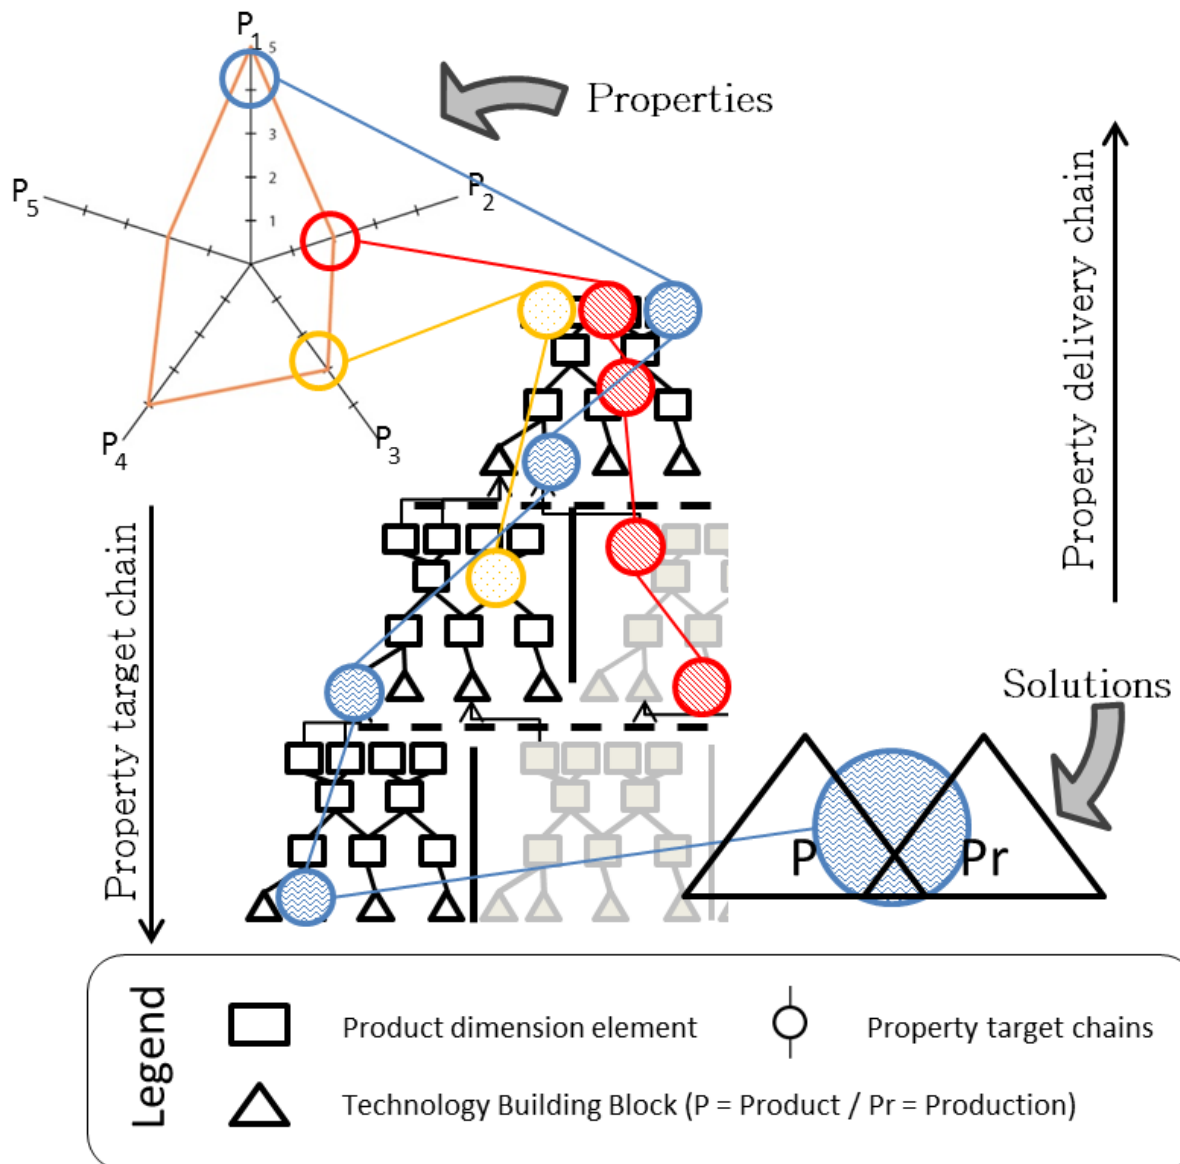 P1
5
3
2
1
Properties
P5
P2
P4
P3
Property delivery chain
Property target chain
Solutions
P
Pr
Legend
Product dimension element
Property target chains
Technology Building Block (P = Product / Pr = Production)